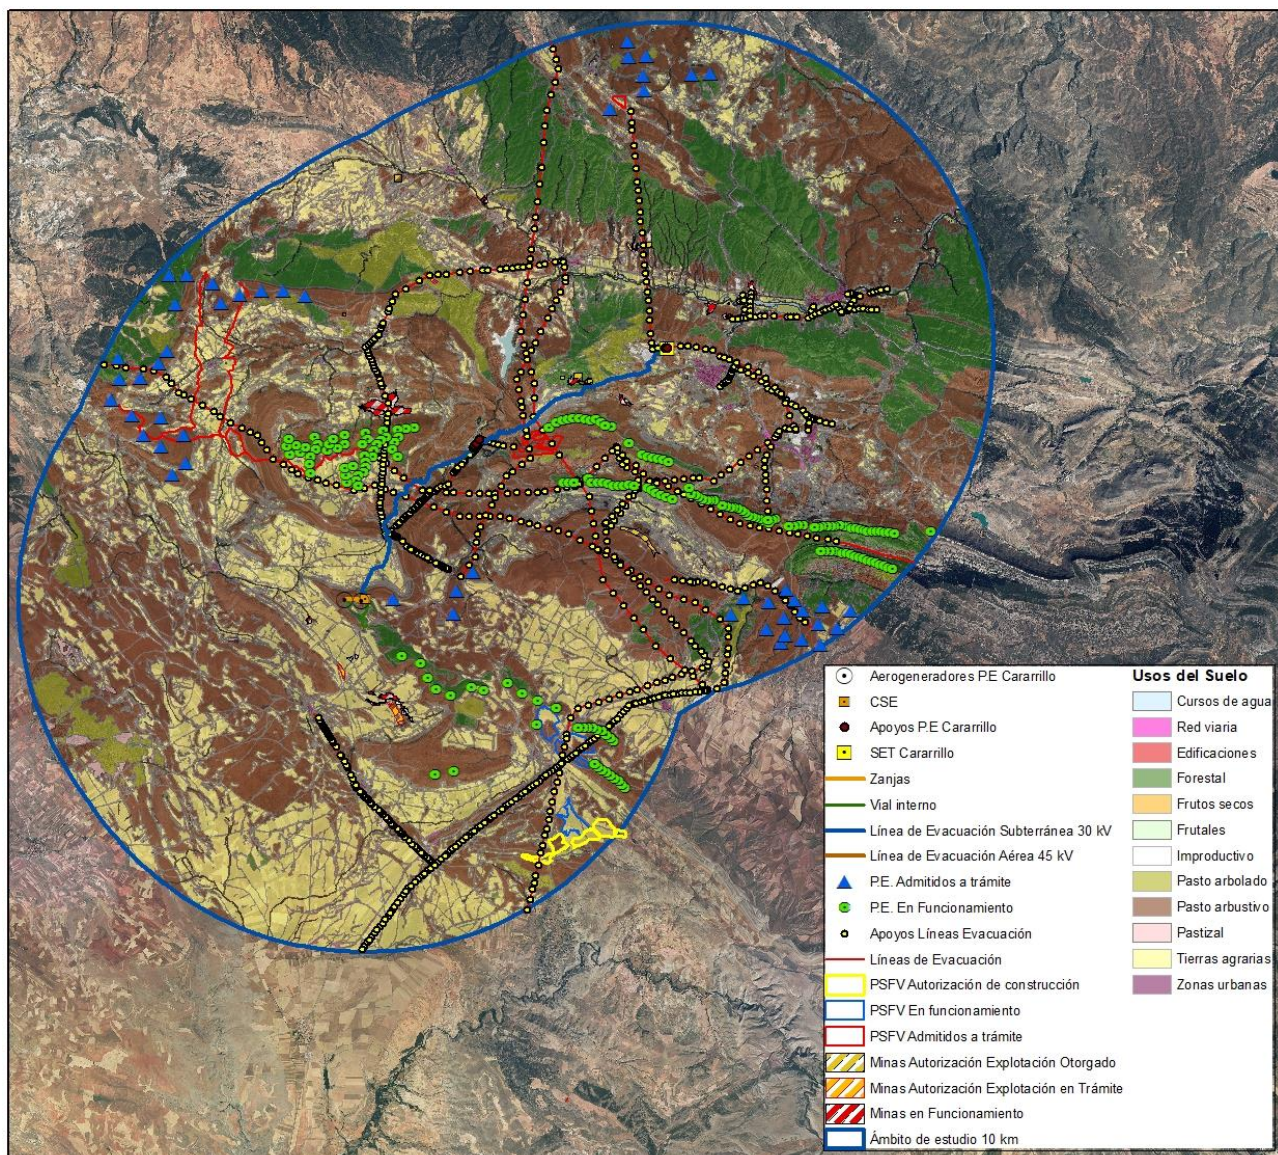 Aerogeneradores P.E Cararrillo
CSE
Apoyos P.E Cararrillo
SET Cararrillo
Zanjas
Vial interno
Línea de Evacuación Subterránea 30 kV
Línea de Evacuación Aérea 45 kV
P.E. Admitidos a trámite
P.E. En Funcionamiento
Apoyos Líneas Evacuación
Líneas de Evacuación
PSFV Autorización de construcción
PSFV En funcionamiento
PSFV Admitidos a trámite
Minas Autorización Explotación Otorgado
Minas Autorización Explotación en Trámite
Minas en Funcionamiento
Ámbito de estudio 10 km
Usos del Suelo
Cursos de agua
Red viaria
Edificaciones
Forestal
Frutos secos
Frutales
Improductivo
Pasto arbolado
Pasto arbustivo
Pastizal
Tierras agrarias
Zonas urbanas